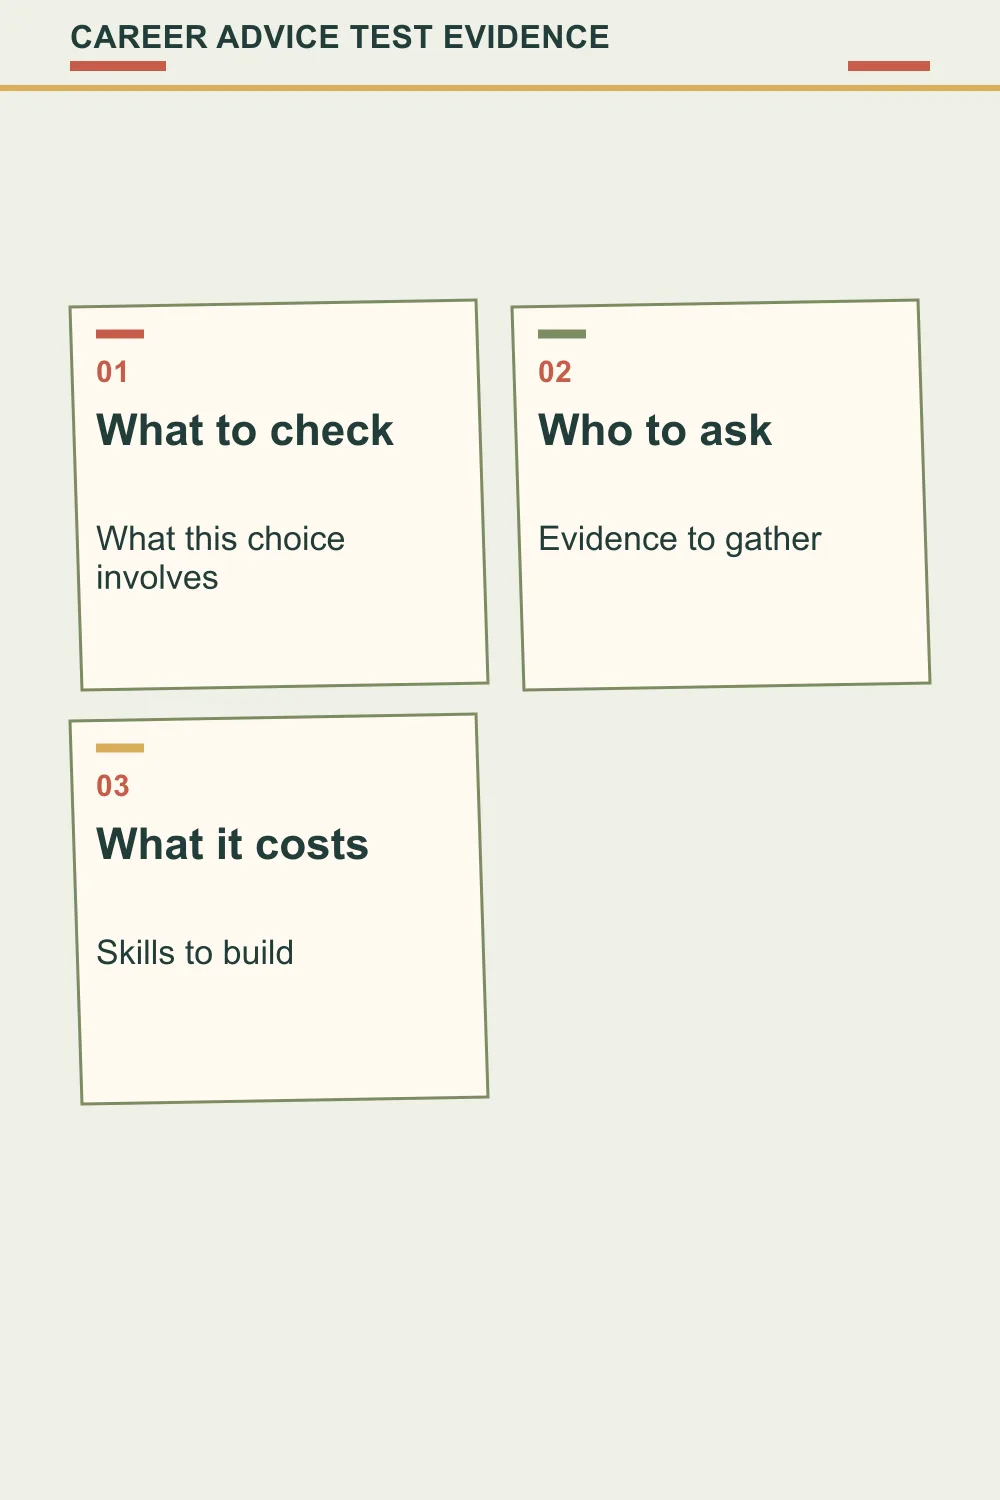 CAREER ADVICE TEST EVIDENCE
01
What to check
What this choice
involves
02
Who to ask
Evidence to gather
03
What it costs
Skills to build